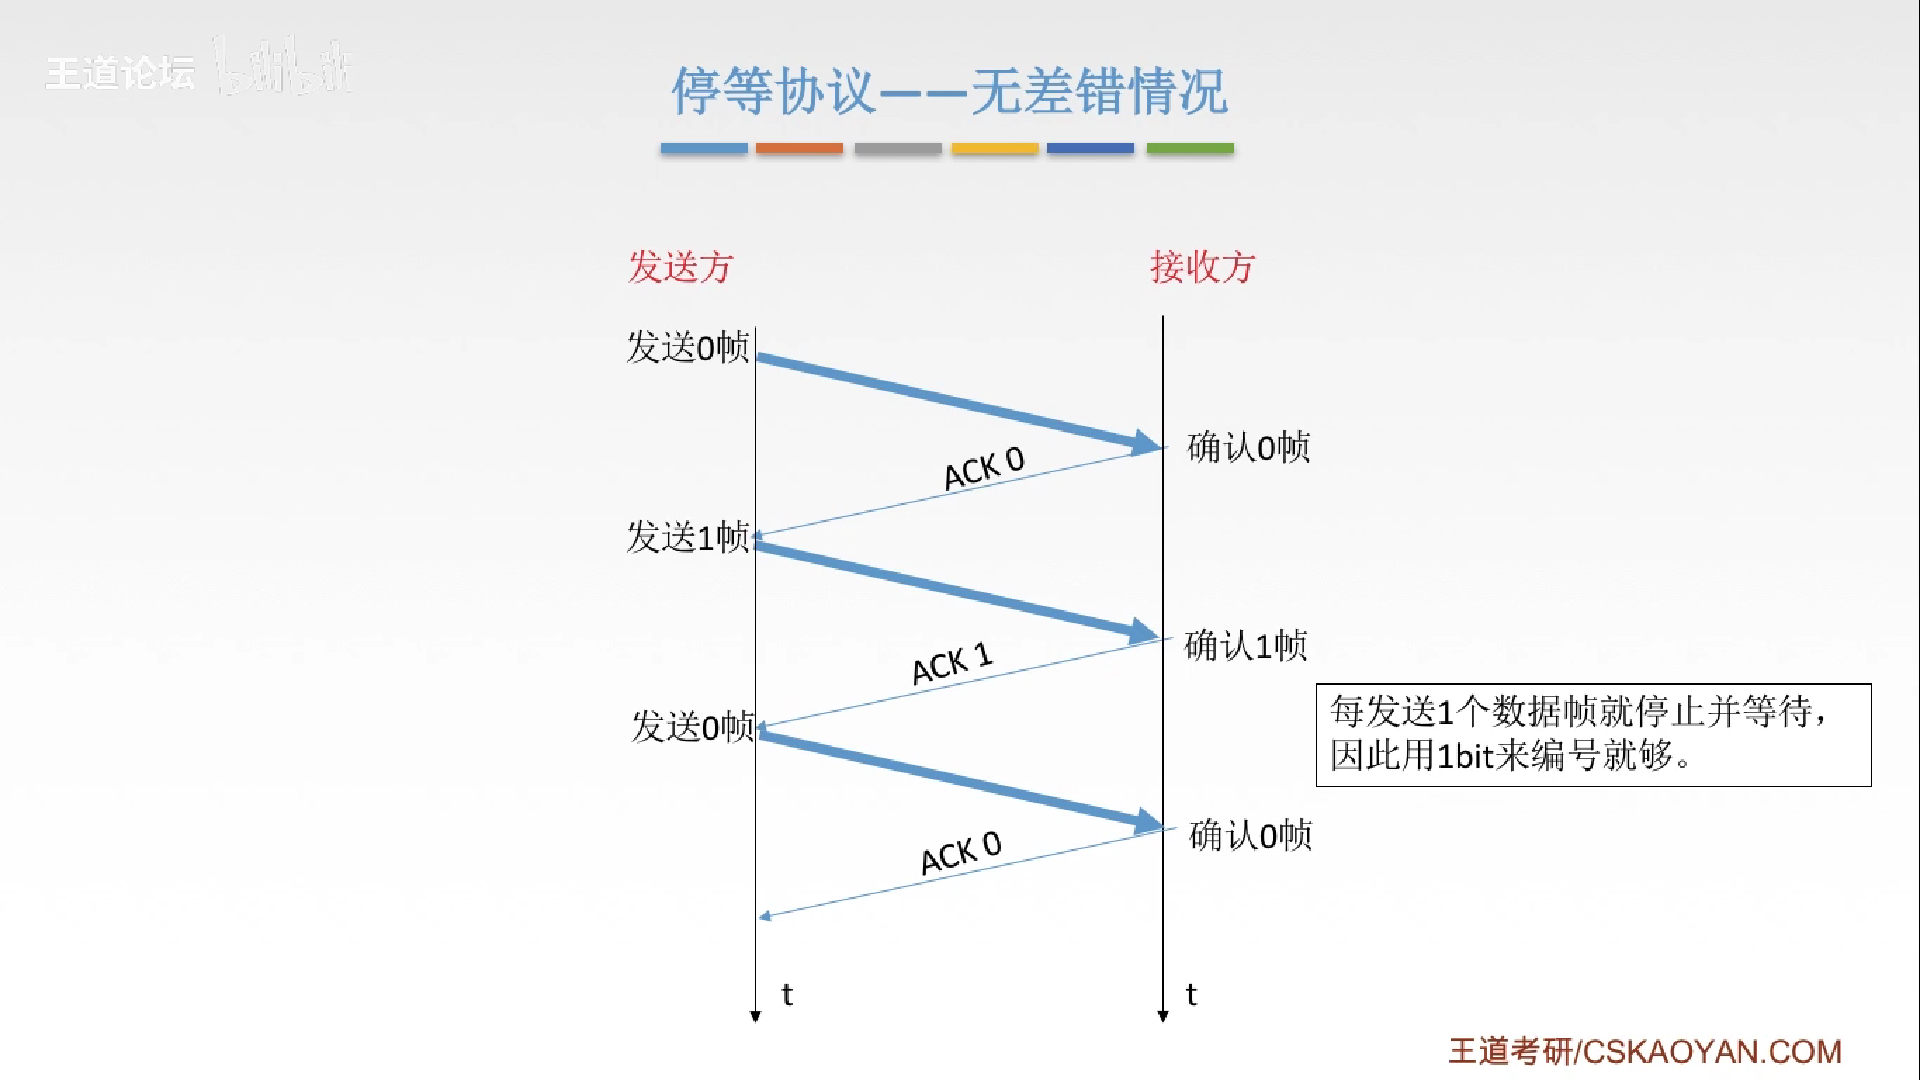 王道论坛 bilibili
停等协议——无差错情况
发送方
接收方
发送0帧
确认0帧
ACK 0
发送1帧
确认1帧
ACK 1
每发送1个数据帧就停止并等待，
因此用1bit来编号就够。
发送0帧
确认0帧
ACK 0
t
t
王道考研/CSKAOYAN.COM